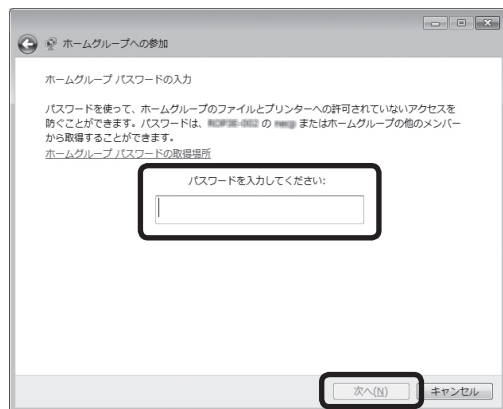 ホームグループへの参加
ホームグループ パスワードの入力
パスワードを使って、ホームグループのファイルとプリンターへの許可されていないアクセスを
防ぐことができます。パスワードは、 の またはホームグループの他のメンバー
から取得することができます。
ホームグループ パスワードの取得場所
パスワードを入力してください:
次へ(N) キャンセル